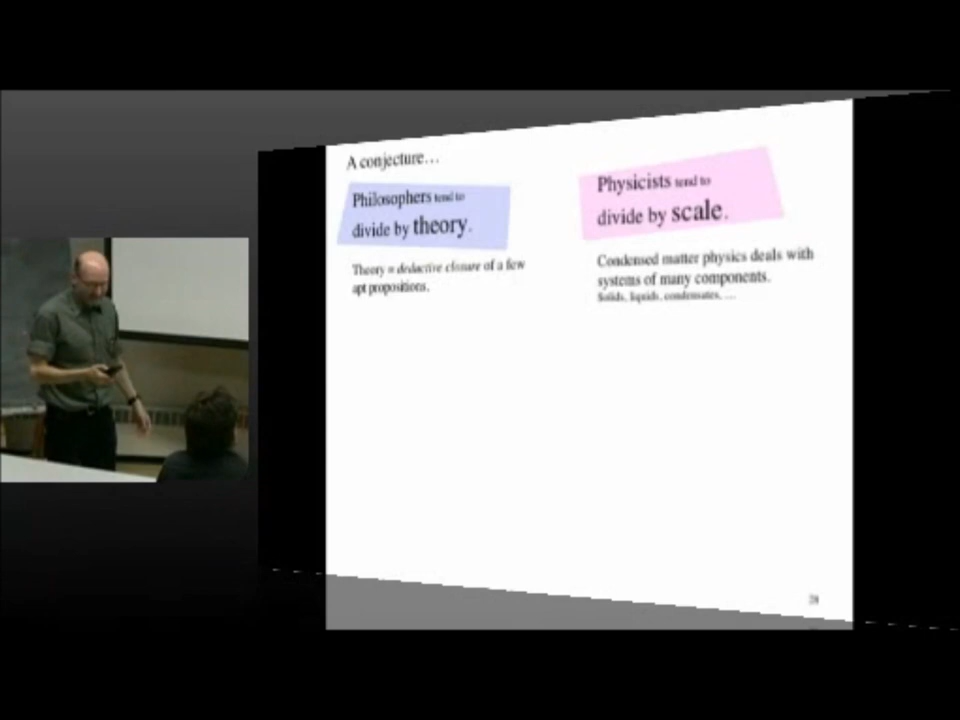 A conjecture…
Philosophers tend to
divide by theory.
Theory = deductive closure of a few
apt propositions.
Physicists tend to
divide by scale.
Condensed matter physics deals with
systems of many components.
Solids, liquids, condensates, …